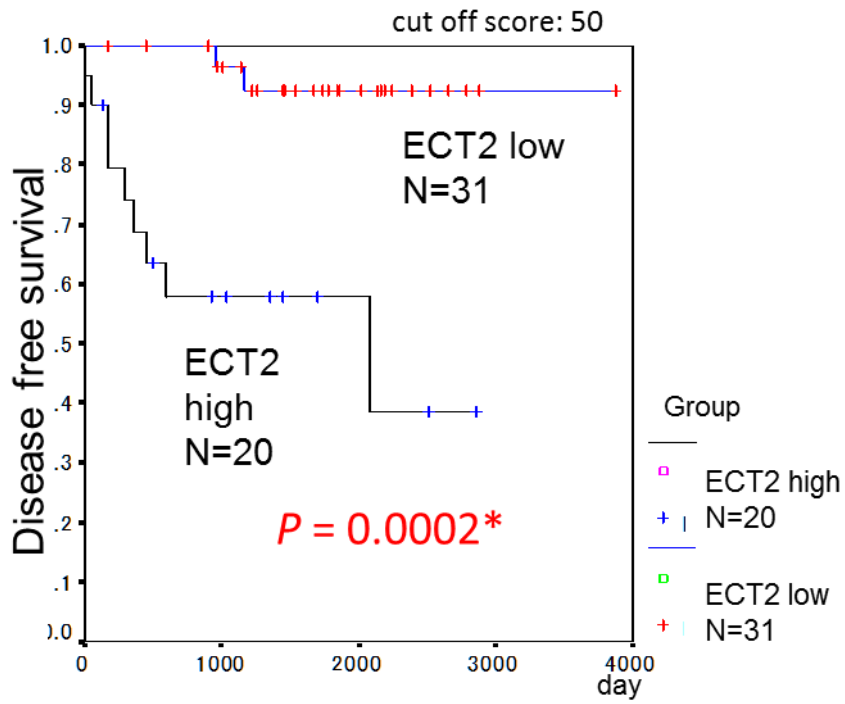 cut off score: 50
1.0
.9
.8
.7
.6
.5
.4
.3
.2
.1
0.0
Disease free survival
ECT2 low
N=31
ECT2
high
N=20
P = 0.0002*
0
1000
2000
3000
4000
day
Group
ECT2 high
N=20
ECT2 low
N=31